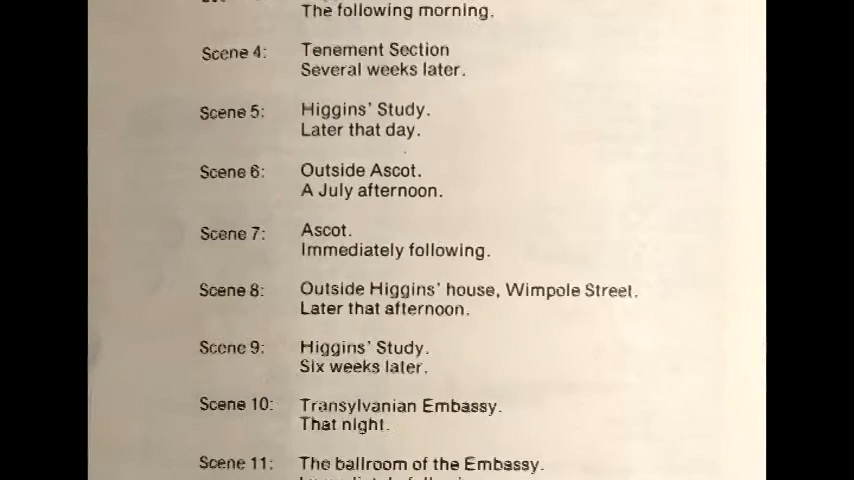 The following morning.
Scene 4: Tenement Section
Several weeks later.
Scene 5: Higgins' Study.
Later that day.
Scene 6: Outside Ascot.
A July afternoon.
Scene 7: Ascot.
Immediately following.
Scene 8: Outside Higgins' house, Wimpole Street.
Later that afternoon.
Scene 9: Higgins' Study.
Six weeks later.
Scene 10: Transylvanian Embassy.
That night.
Scene 11: The ballroom of the Embassy.